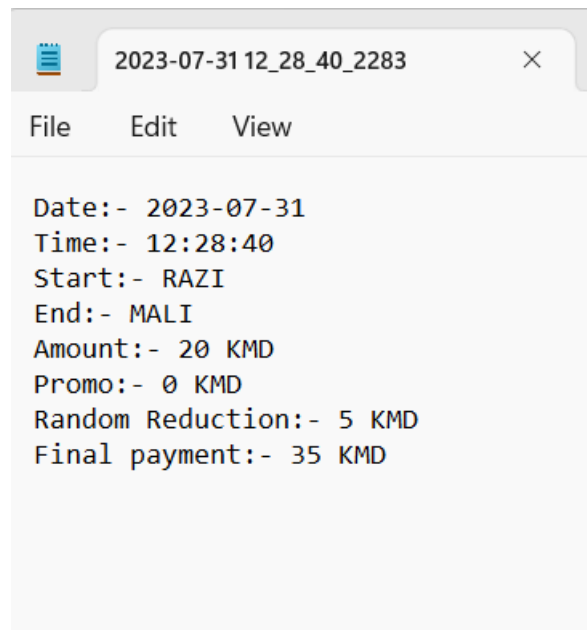 2023-07-31 12_28_40_2283
File Edit View
Date:- 2023-07-31
Time:- 12:28:40
Start:- RAZI
End:- MALI
Amount:- 20 KMD
Promo:- 0 KMD
Random Reduction:- 5 KMD
Final payment:- 35 KMD